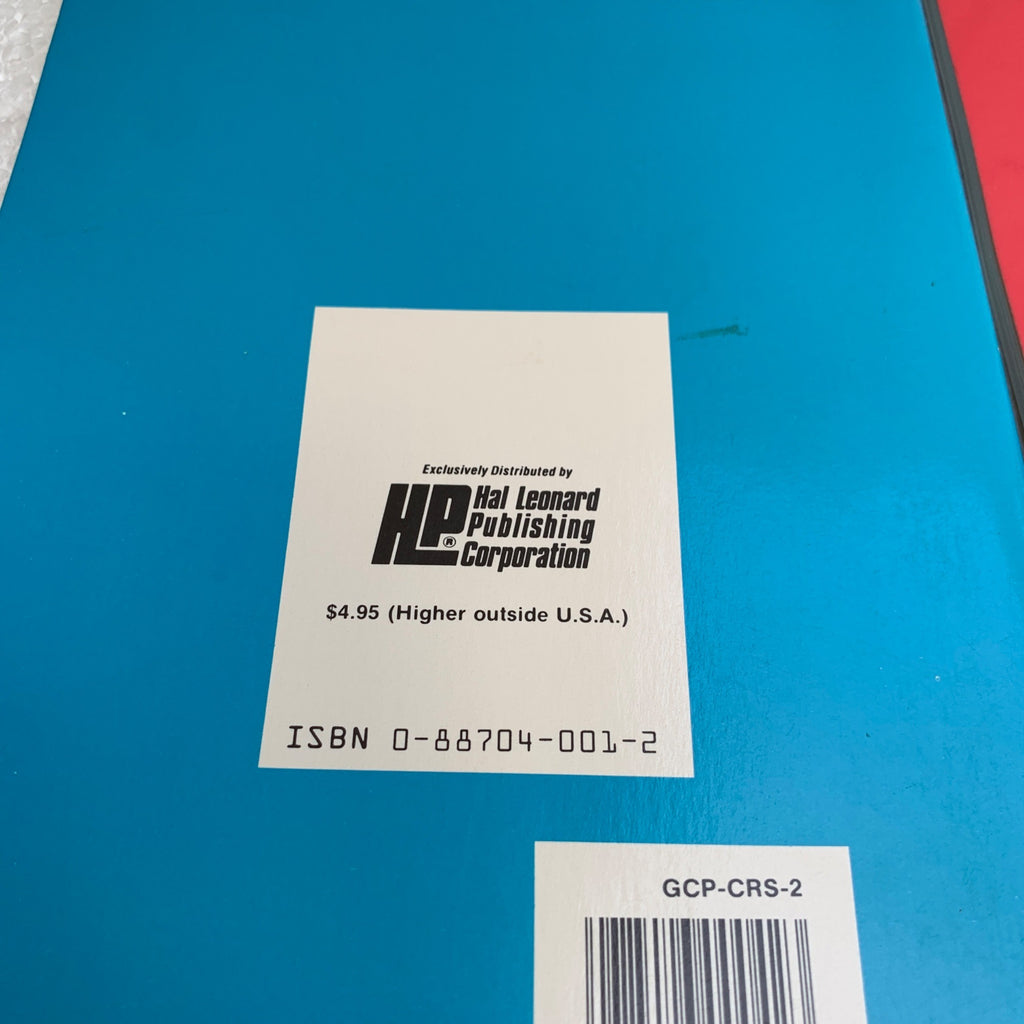 Exclusively Distributed by
HLP® Hal Leonard
Publishing
Corporation
$4.95 (Higher outside U.S.A.)
ISBN 0-88704-001-2
GCP-CRS-2